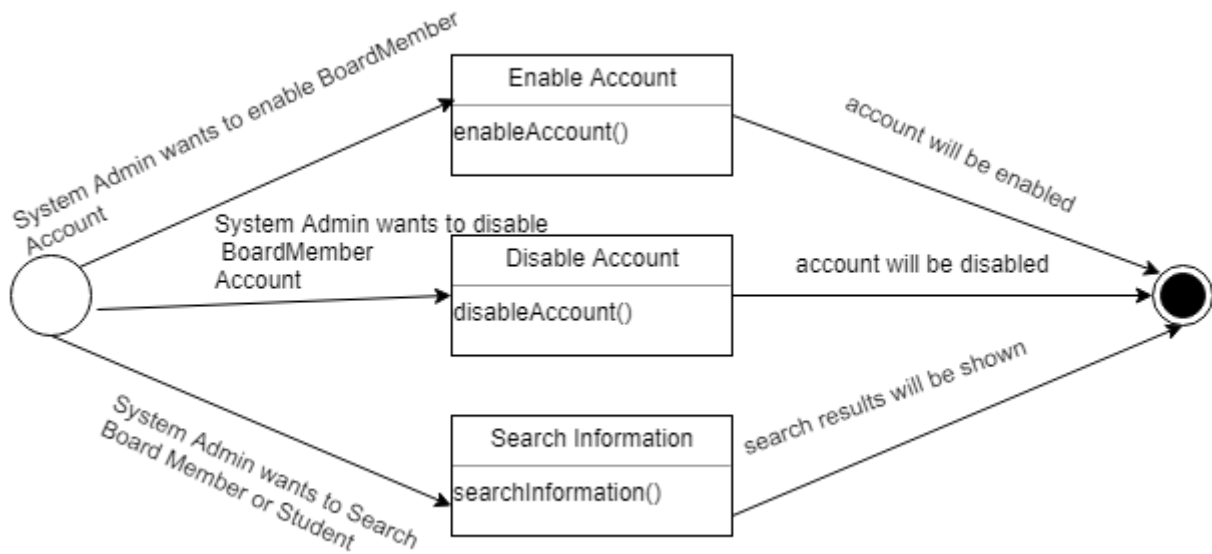 System Admin wants to enable BoardMember
Account
Enable Account
enableAccount()
account will be enabled
System Admin wants to disable
BoardMember
Account
Disable Account
disableAccount()
account will be disabled
System Admin wants to Search
Board Member or Student
Search Information
searchInformation()
search results will be shown